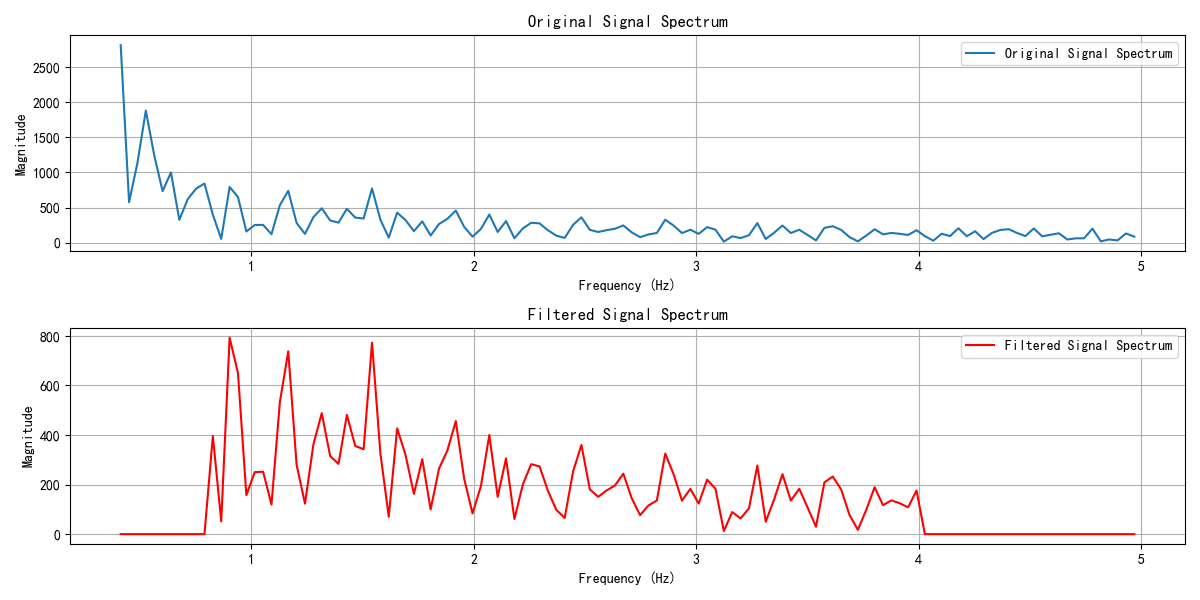 Original Signal Spectrum
Original Signal Spectrum
Magnitude
2500
2000
1500
1000
500
0
1 2 3 4 5
Frequency (Hz)
Filtered Signal Spectrum
Filtered Signal Spectrum
Magnitude
800
600
400
200
0
1 2 3 4 5
Frequency (Hz)